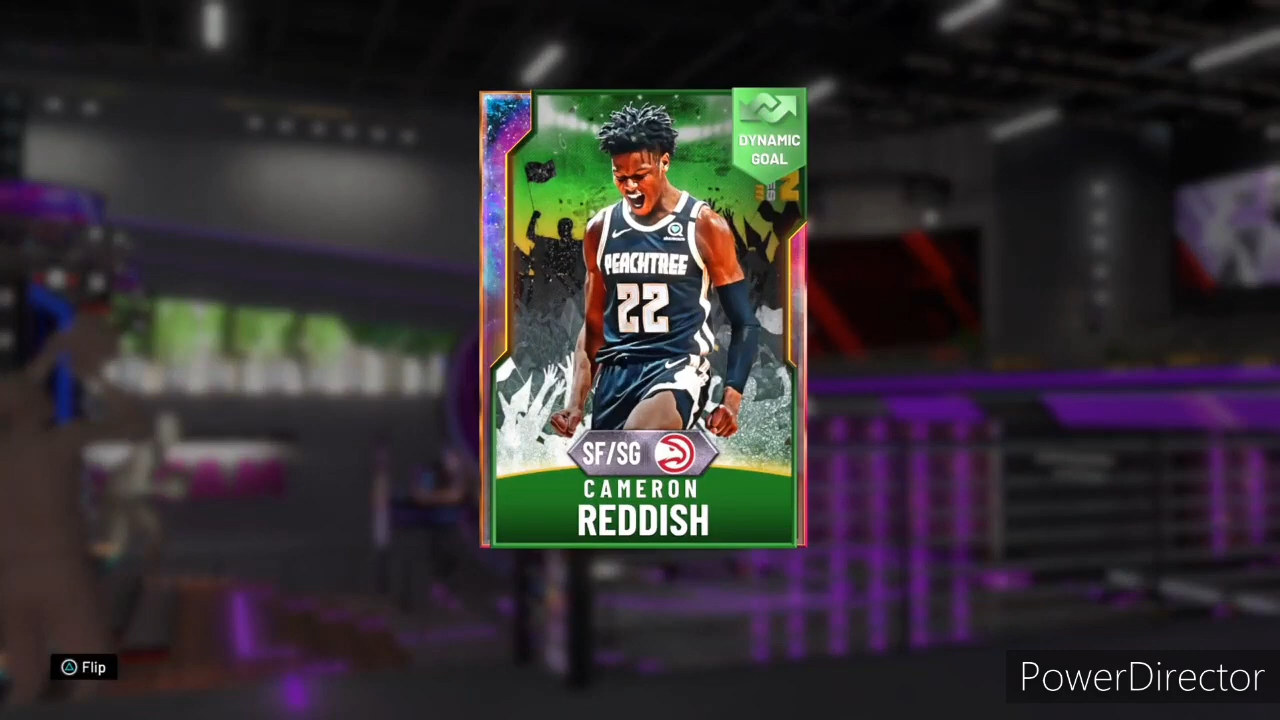 DYNAMIC
GOAL
PEACHTREE
22
SF/SG
CAMERON
REDDISH
Flip
PowerDirector